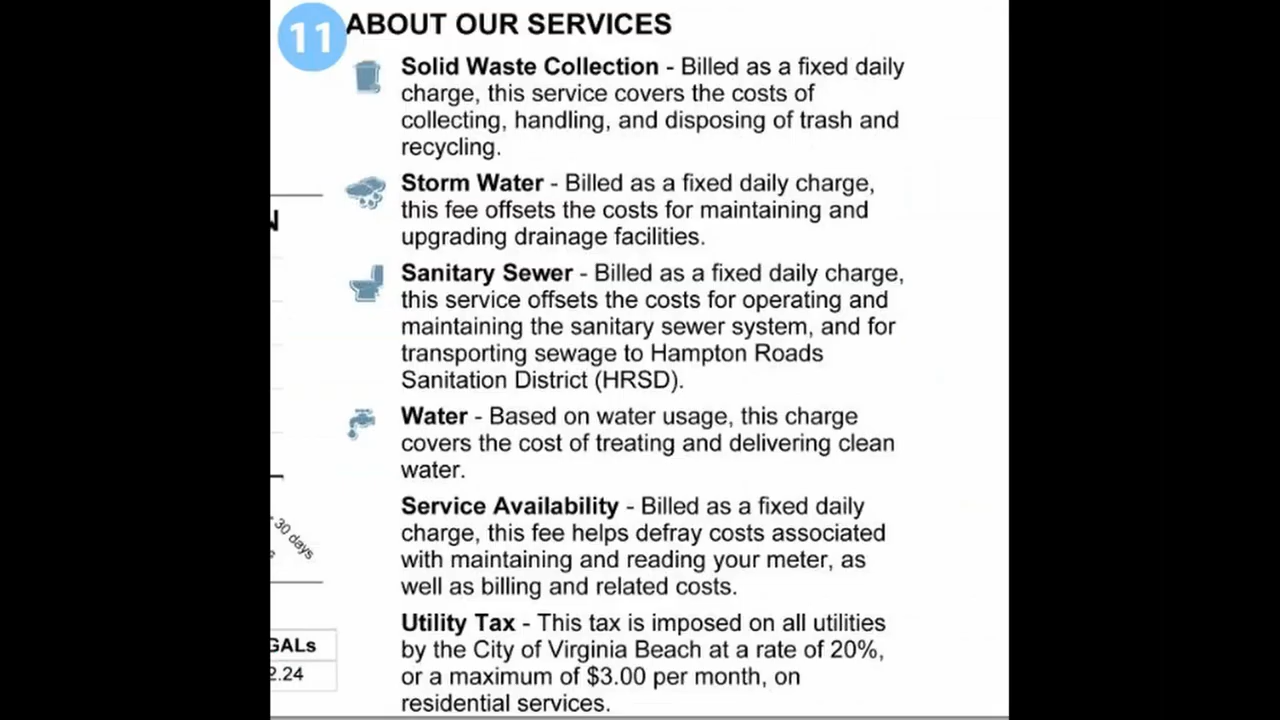 11
ABOUT OUR SERVICES
Solid Waste Collection - Billed as a fixed daily
charge, this service covers the costs of
collecting, handling, and disposing of trash and
recycling.
Storm Water - Billed as a fixed daily charge,
this fee offsets the costs for maintaining and
upgrading drainage facilities.
Sanitary Sewer - Billed as a fixed daily charge,
this service offsets the costs for operating and
maintaining the sanitary sewer system, and for
transporting sewage to Hampton Roads
Sanitation District (HRSD).
Water - Based on water usage, this charge
covers the cost of treating and delivering clean
water.
Service Availability - Billed as a fixed daily
charge, this fee helps defray costs associated
with maintaining and reading your meter, as
well as billing and related costs.
Utility Tax - This tax is imposed on all utilities
by the City of Virginia Beach at a rate of 20%,
or a maximum of $3.00 per month, on
residential services.
N
30 days
GALs
2.24